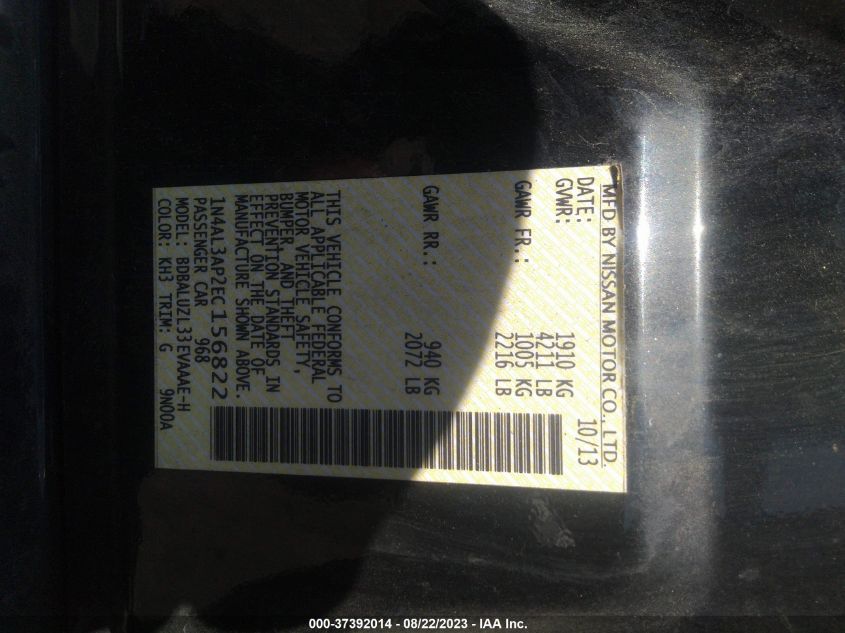 MFD BY NISSAN MOTOR CO., LTD.
DATE: 10/13
GVWR: 1910 KG
4211 LB
GAWR FR.: 1005 KG
2216 LB
GAWR RR.: 940 KG
2072 LB
THIS VEHICLE CONFORMS TO
ALL APPLICABLE FEDERAL
MOTOR VEHICLE SAFETY,
BUMPER, AND THEFT
PREVENTION STANDARDS IN
EFFECT ON THE DATE OF
MANUFACTURE SHOWN ABOVE.
1N4AL3AP2EC156822
PASSENGER CAR 968
MODEL: BDBALUZL33EVAAAE-H
COLOR: KH3 TRIM: G 9N00A
000-37392014 - 08/22/2023 - IAA Inc.